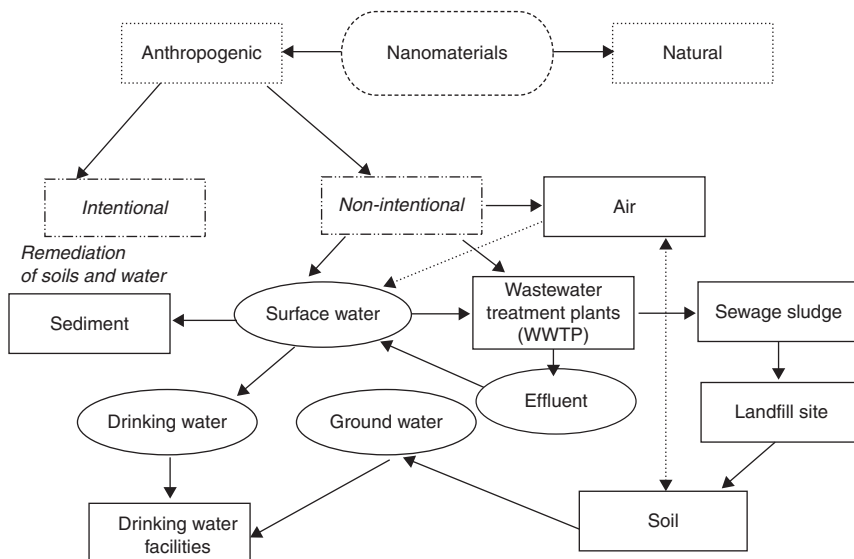 Anthropogenic
Nanomaterials
Natural
Intentional
Non-intentional
Air
Remediation
of soils and water
Sediment
Surface water
Wastewater
treatment plants
(WWTP)
Sewage sludge
Drinking water
Ground water
Effluent
Landfill site
Drinking water
facilities
Soil